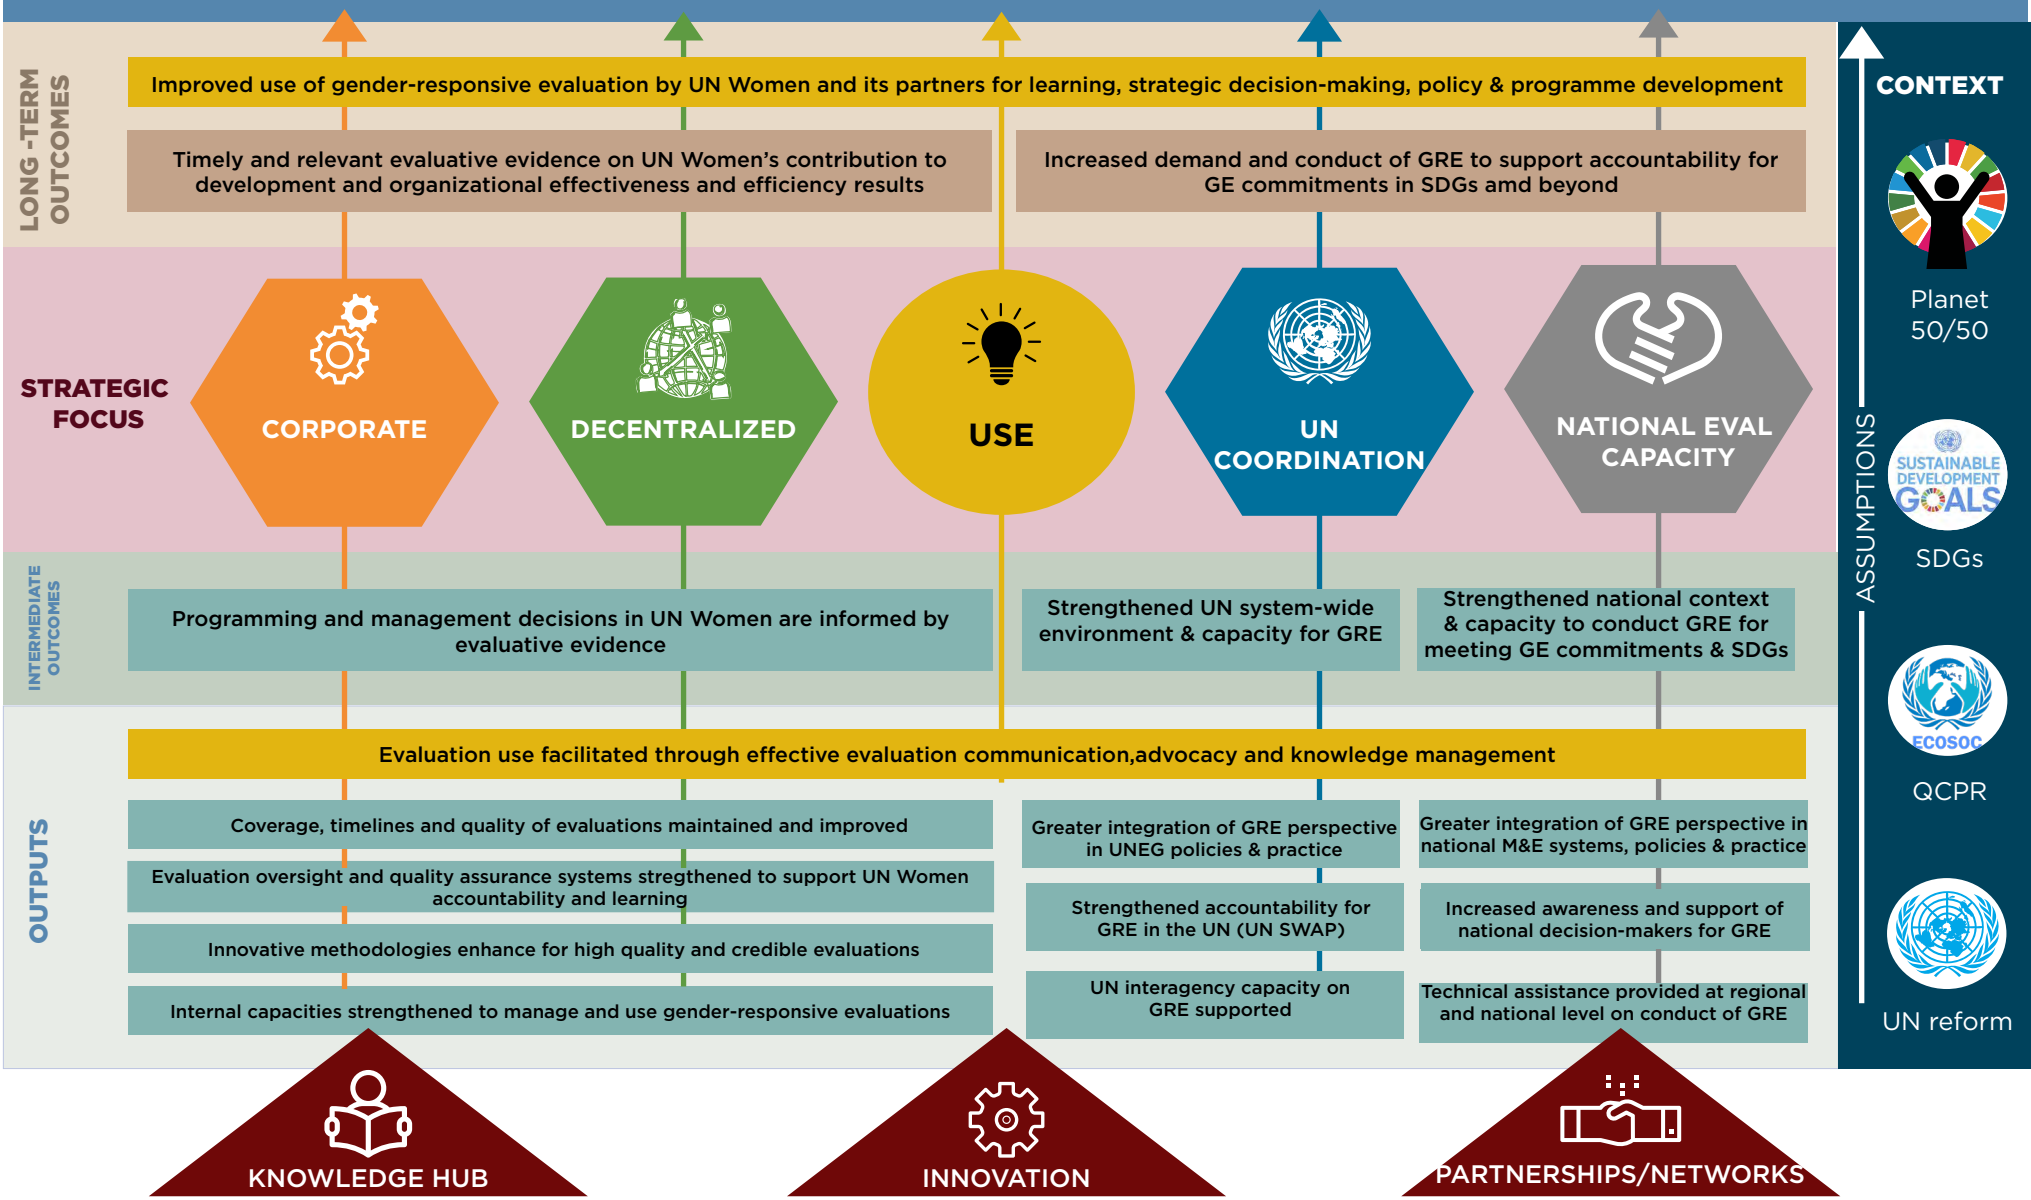 LONG -TERM
OUTCOMES
Improved use of gender-responsive evaluation by UN Women and its partners for learning, strategic decision-making, policy & programme development
Timely and relevant evaluative evidence on UN Women's contribution to
development and organizational effectiveness and efficiency results
Increased demand and conduct of GRE to support accountability for
GE commitments in SDGs amd beyond
STRATEGIC
FOCUS
CORPORATE
DECENTRALIZED
USE
UN
COORDINATION
NATIONAL EVAL
CAPACITY
INTERMEDIATE
OUTCOMES
Programming and management decisions in UN Women are informed by
evaluative evidence
Strengthened UN system-wide
environment & capacity for GRE
Strengthened national context
& capacity to conduct GRE for
meeting GE commitments & SDGs
OUTPUTS
Evaluation use facilitated through effective evaluation communication,advocacy and knowledge management
Coverage, timelines and quality of evaluations maintained and improved
Evaluation oversight and quality assurance systems stregthened to support UN Women
accountability and learning
Innovative methodologies enhance for high quality and credible evaluations
Internal capacities strengthened to manage and use gender-responsive evaluations
Greater integration of GRE perspective
in UNEG policies & practice
Strengthened accountability for
GRE in the UN (UN SWAP)
UN interagency capacity on
GRE supported
Greater integration of GRE perspective in
national M&E systems, policies & practice
Increased awareness and support of
national decision-makers for GRE
Technical assistance provided at regional
and national level on conduct of GRE
KNOWLEDGE HUB
INNOVATION
PARTNERSHIPS/NETWORKS
ASSUMPTIONS
CONTEXT
Planet
50/50
SUSTAINABLE
DEVELOPMENT
GOALS
SDGs
ECOSOC
QCPR
UN reform